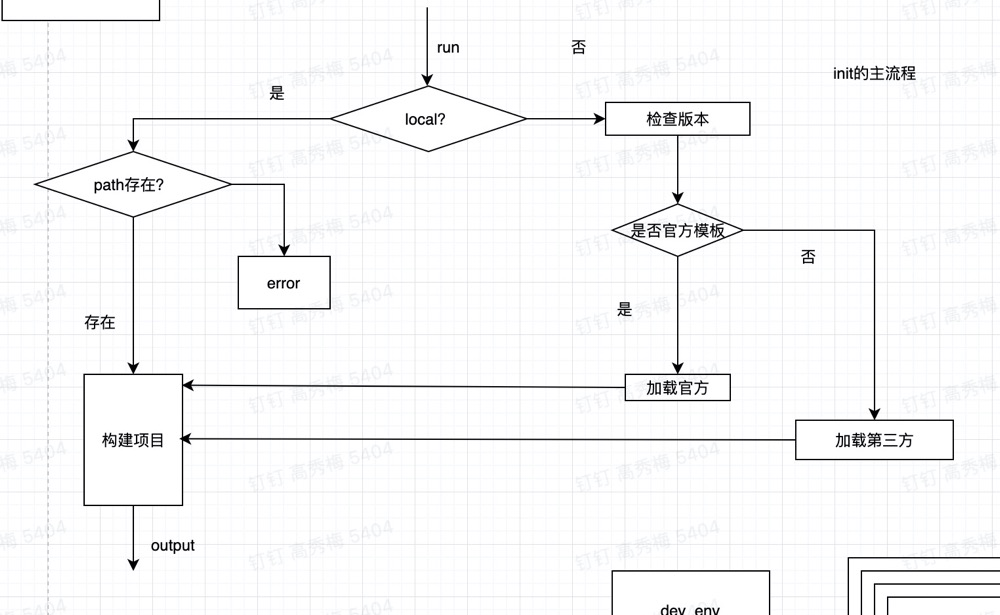 run
否
init的主流程
是
local?
检查版本
path存在?
是否官方模板
否
error
是
存在
加载官方
构建项目
加载第三方
output
dev_env
钉钉 高秀梅 5404